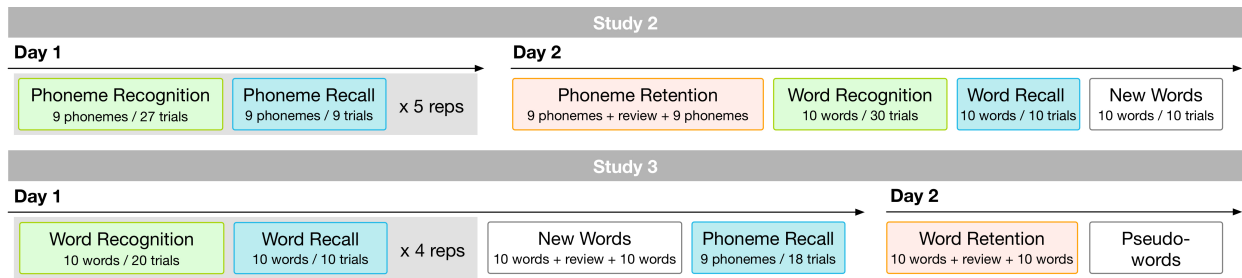 Study 2
Day 1
Day 2
Phoneme Recognition
9 phonemes / 27 trials
Phoneme Recall
9 phonemes / 9 trials
x 5 reps
Phoneme Retention
9 phonemes + review + 9 phonemes
Word Recognition
10 words / 30 trials
Word Recall
10 words / 10 trials
New Words
10 words / 10 trials
Study 3
Day 1
Day 2
Word Recognition
10 words / 20 trials
Word Recall
10 words / 10 trials
x 4 reps
New Words
10 words + review + 10 words
Phoneme Recall
9 phonemes / 18 trials
Word Retention
10 words + review + 10 words
Pseudo-
words